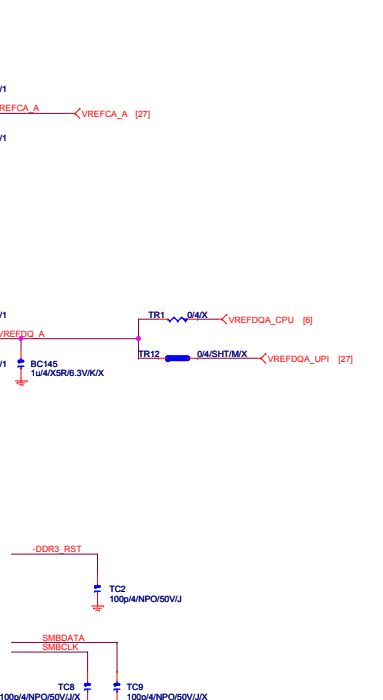 /1
REFCA_A
VREFCA_A [27]
/1
/1
TR1 0/4/X
VREFDQA_CPU [6]
VREFDQ_A
TR12 0/4/SHT/M/X
VREFDQA_UPI [27]
/1
BC145
1u/4/X5R/6.3V/K/X
-DDR3_RST
TC2
100p/4/NPO/50V/J
SMBDATA
SMBCLK
TC8 TC9
100p/4/NPO/50V/J/X 100p/4/NPO/50V/J/X